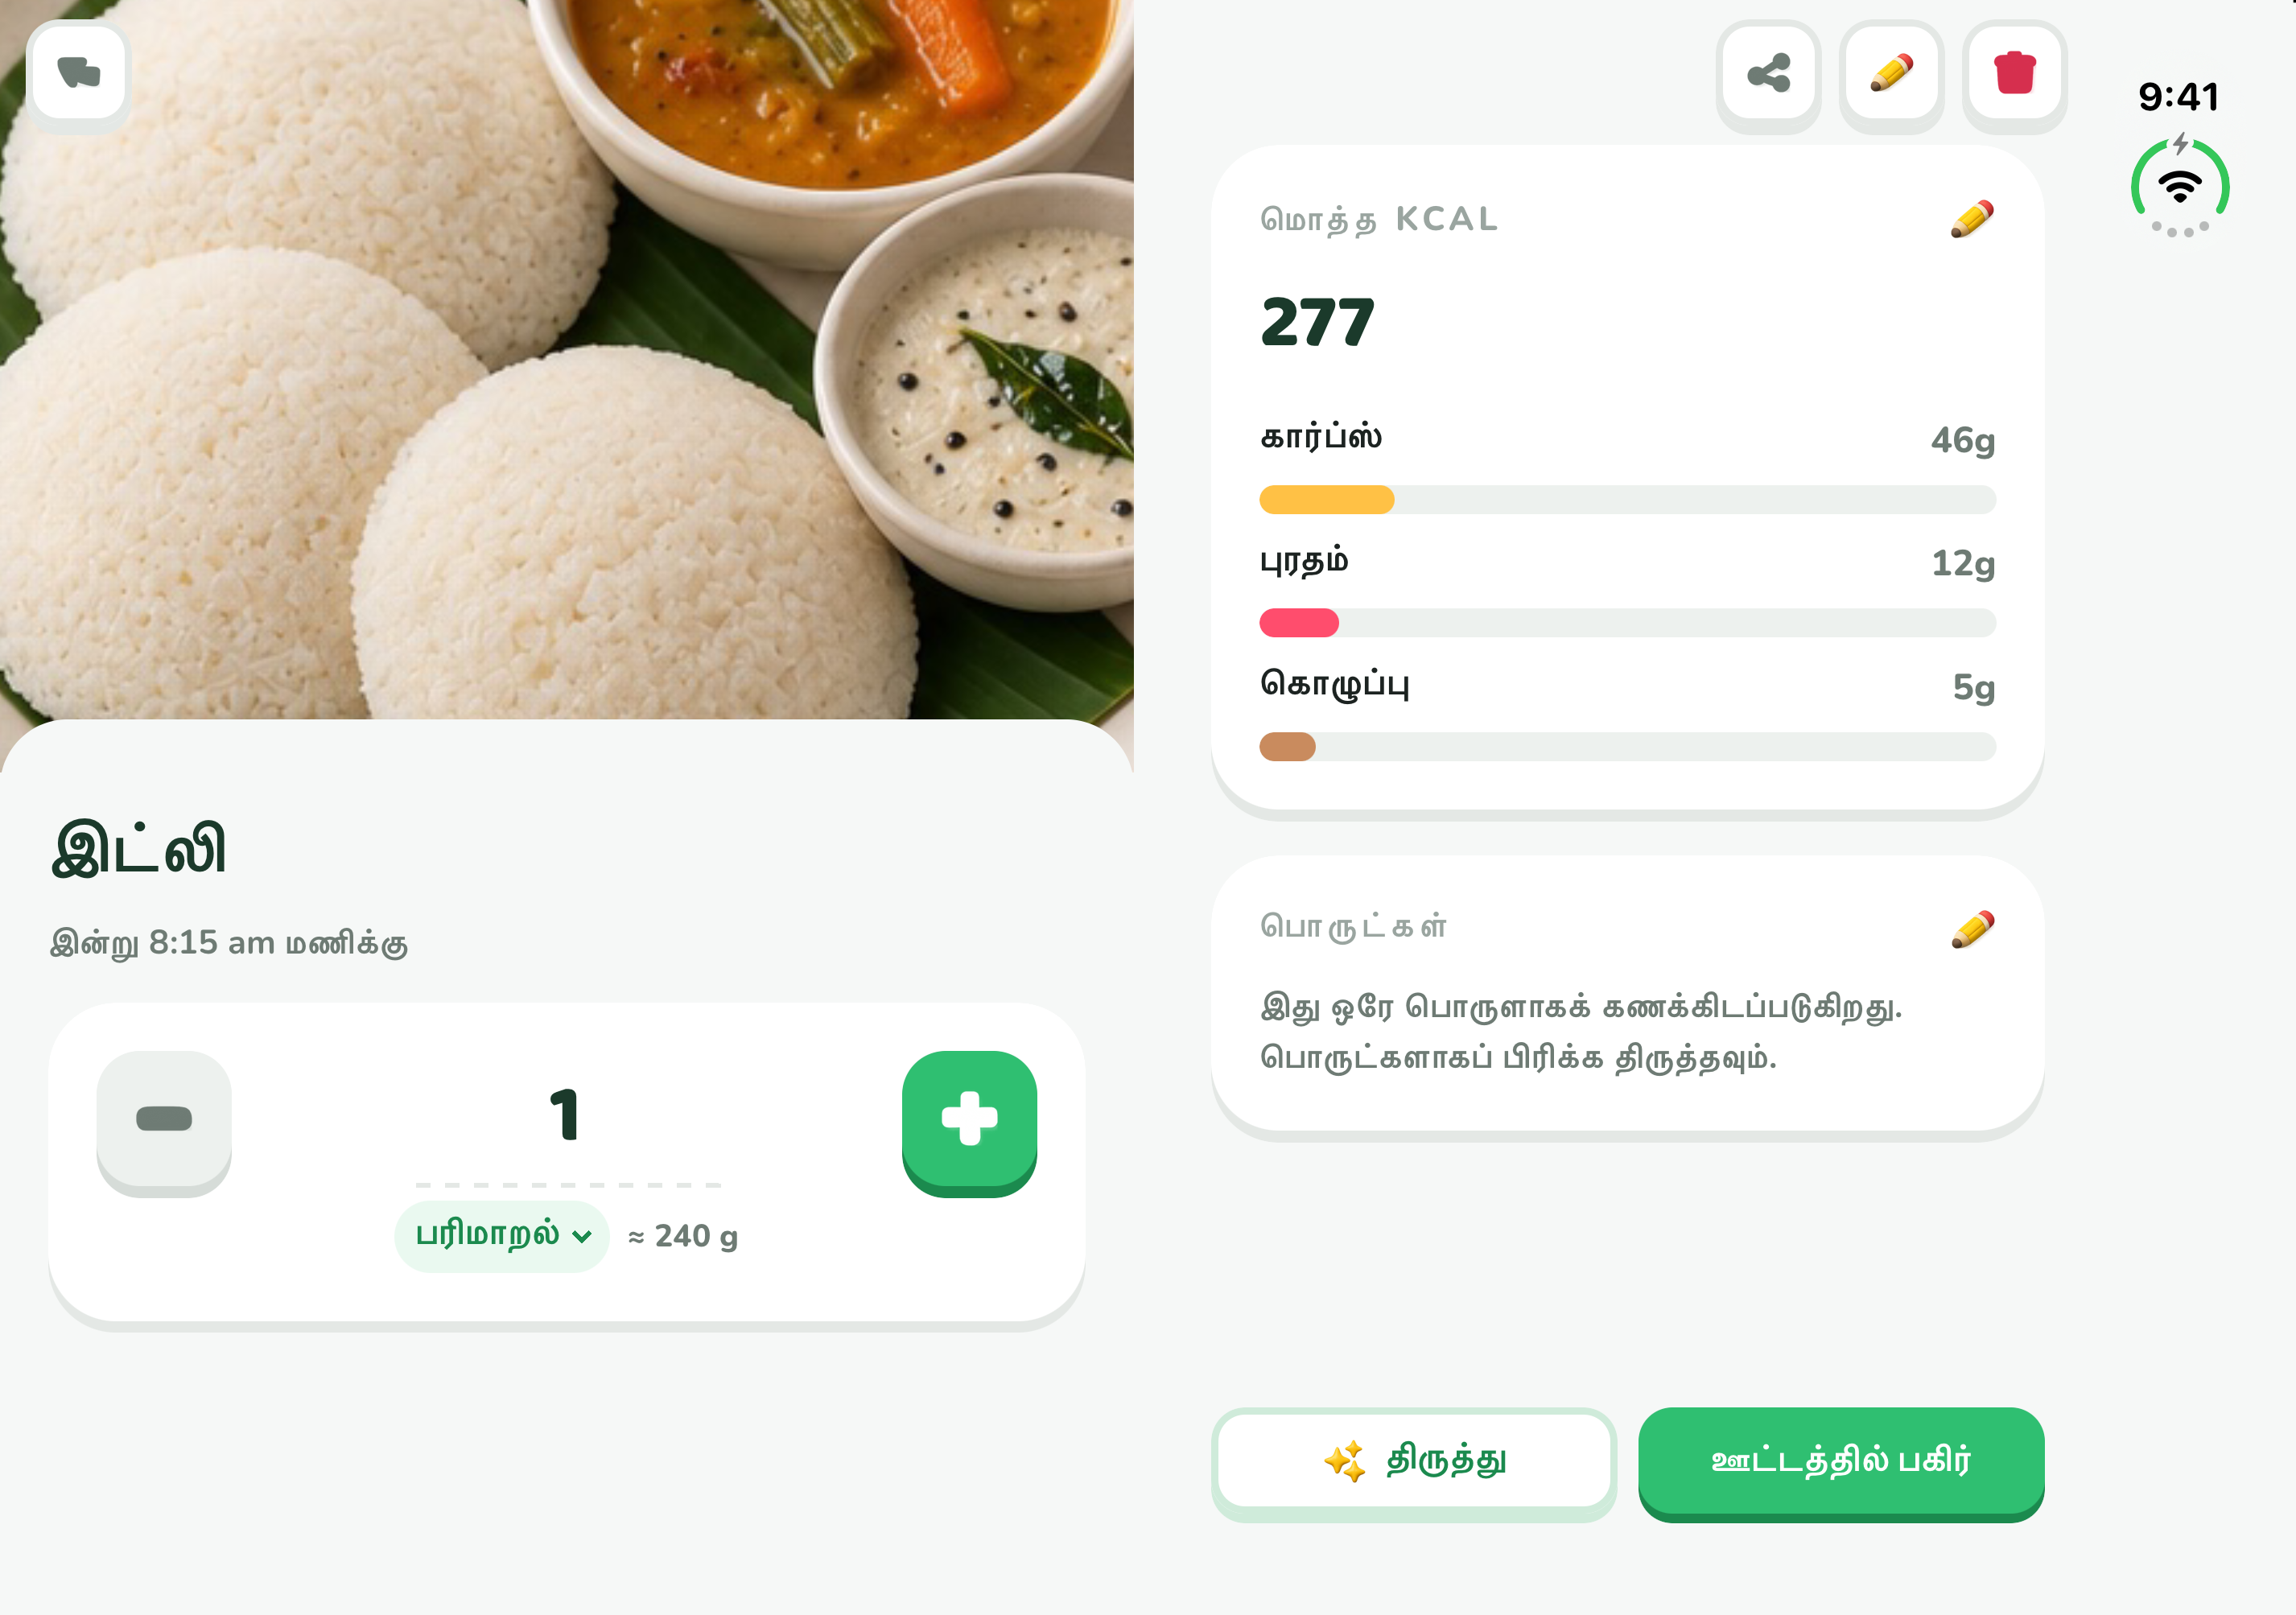 இட்லி
இன்று 8:15 am மணிக்கு
1
பரிமாறல் ≈ 240 g
9:41
மொத்த KCAL
277
கார்ப்ஸ் 46g
புரதம் 12g
கொழுப்பு 5g
பொருட்கள்
இது ஒரே பொருளாகக் கணக்கிடப்படுகிறது.
பொருட்களாகப் பிரிக்க திருத்தவும்.
திருத்து
ஊட்டத்தில் பகிர்